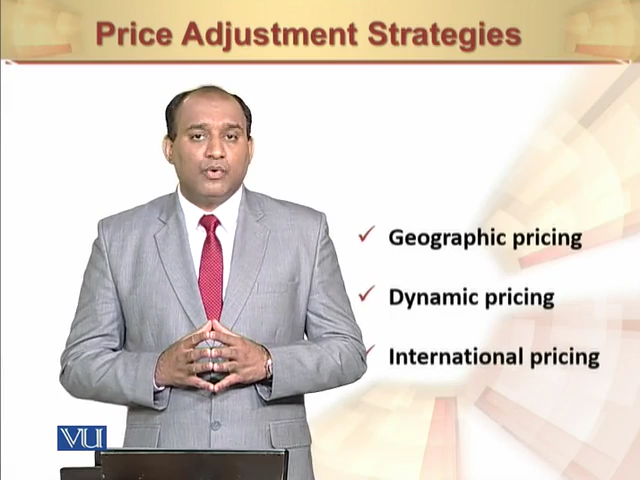 Price Adjustment Strategies
Geographic pricing
Dynamic pricing
International pricing
VU